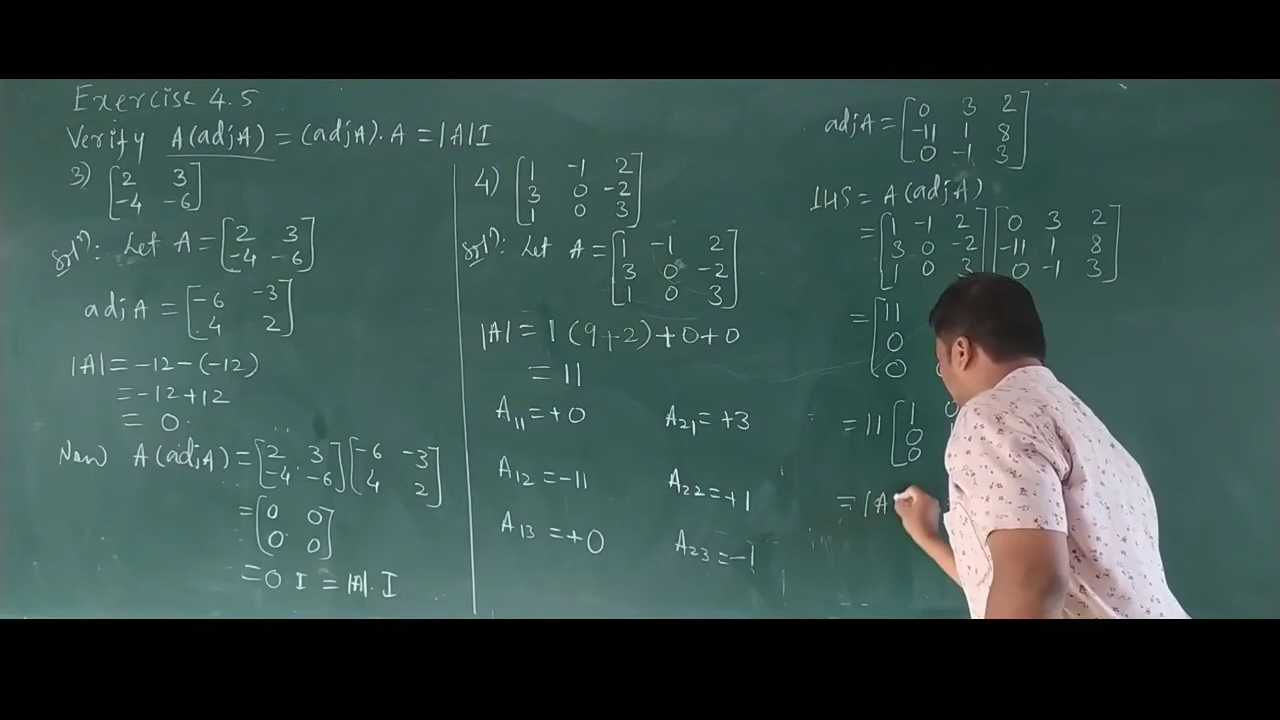 Exercise 4.5
Verify A(adjA) = (adjA).A = |A|I
3) [2 3
-4 -6]
Solⁿ: Let A = [2 3
-4 -6]
adjA = [-6 -3
4 2]
|A| = -12-(-12)
= -12+12
= 0.
Now A(adjA) = [2 3
-4 -6] [-6 -3
4 2]
= [0 0
0 0]
= 0 I = |A|.I
4) [1 -1 2
3 0 -2
1 0 3]
Solⁿ: Let A = [1 -1 2
3 0 -2
1 0 3]
|A| = 1(9+2)+0+0
= 11
A11 = +0 A21 = +3
A12 = -11 A22 = +1
A13 = +0 A23 = -1
adjA = [0 3 2
-11 1 8
0 -1 3]
LHS = A(adjA)
= [1 -1 2
3 0 -2
1 0 3] [0 3 2
-11 1 8
0 -1 3]
= [11
0
0
= 11 [1 0
0
0
= |A